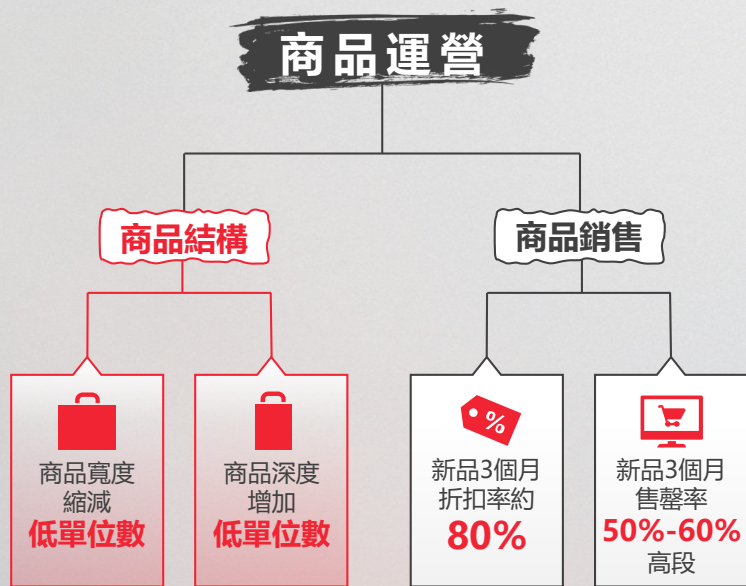 商品運營
商品結構
商品銷售
商品寬度
縮減
低單位數
商品深度
增加
低單位數
%
新品3個月
折扣率約
80%
新品3個月
售罄率
50%-60%
高段